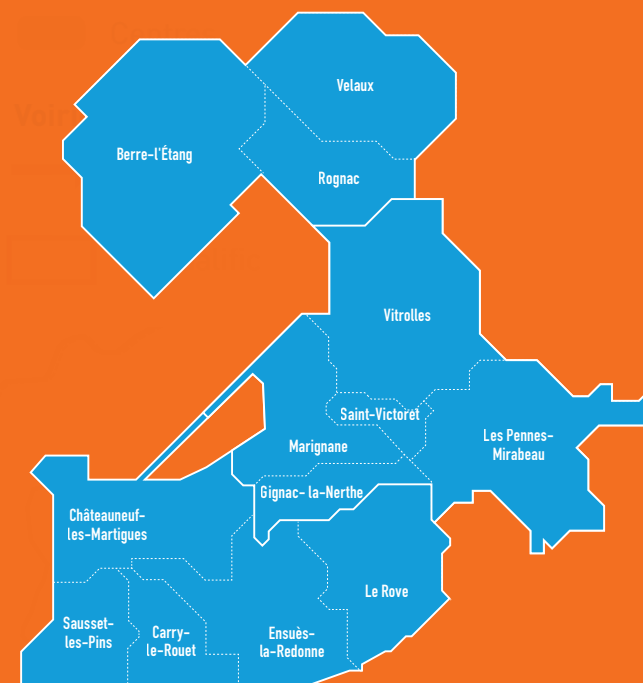 Velaux
Berre-l'Étang
Rognac
Vitrolles
Saint-Victoret
Les Pennes-
Mirabeau
Marignane
Gignac- la-Nerthe
Châteauneuf-
les-Martigues
Le Rove
Sausset-
les-Pins
Carry-
le-Rouet
Ensuès-
la-Redonne